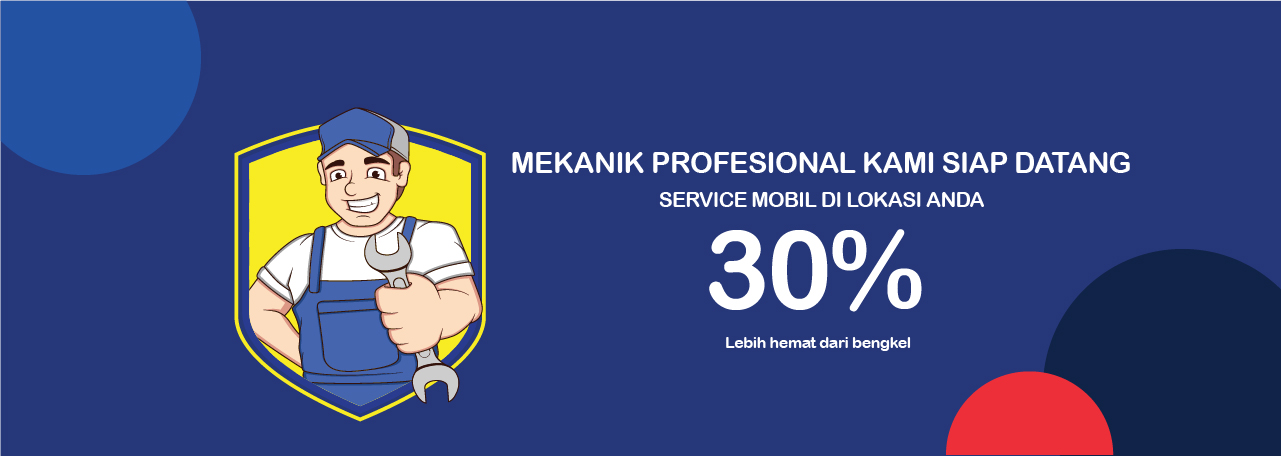 MEKANIK PROFESIONAL KAMI SIAP DATANG
SERVICE MOBIL DI LOKASI ANDA
30%
Lebih hemat dari bengkel